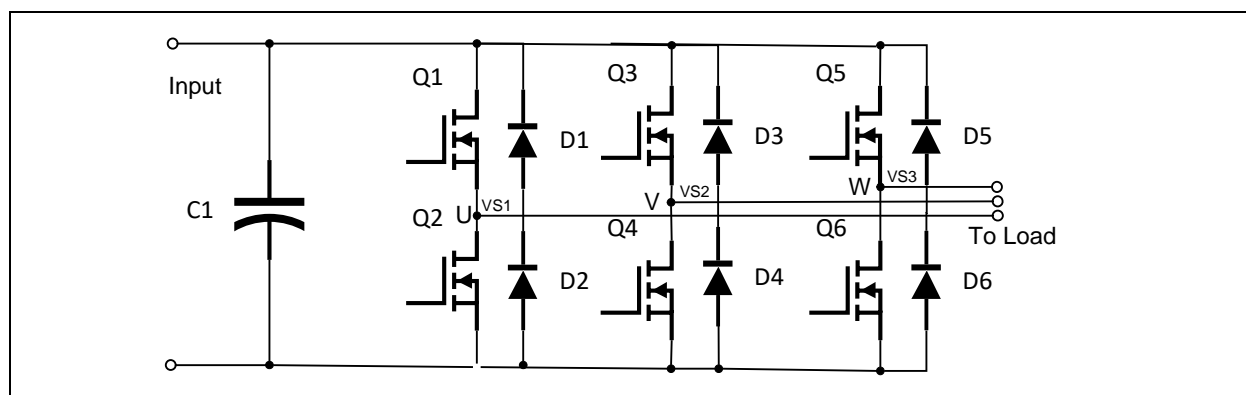 Input
C1
Q1
D1
Q3
D3
Q5
D5
U
VS1
V
VS2
W
VS3
Q2
D2
Q4
D4
Q6
D6
To Load